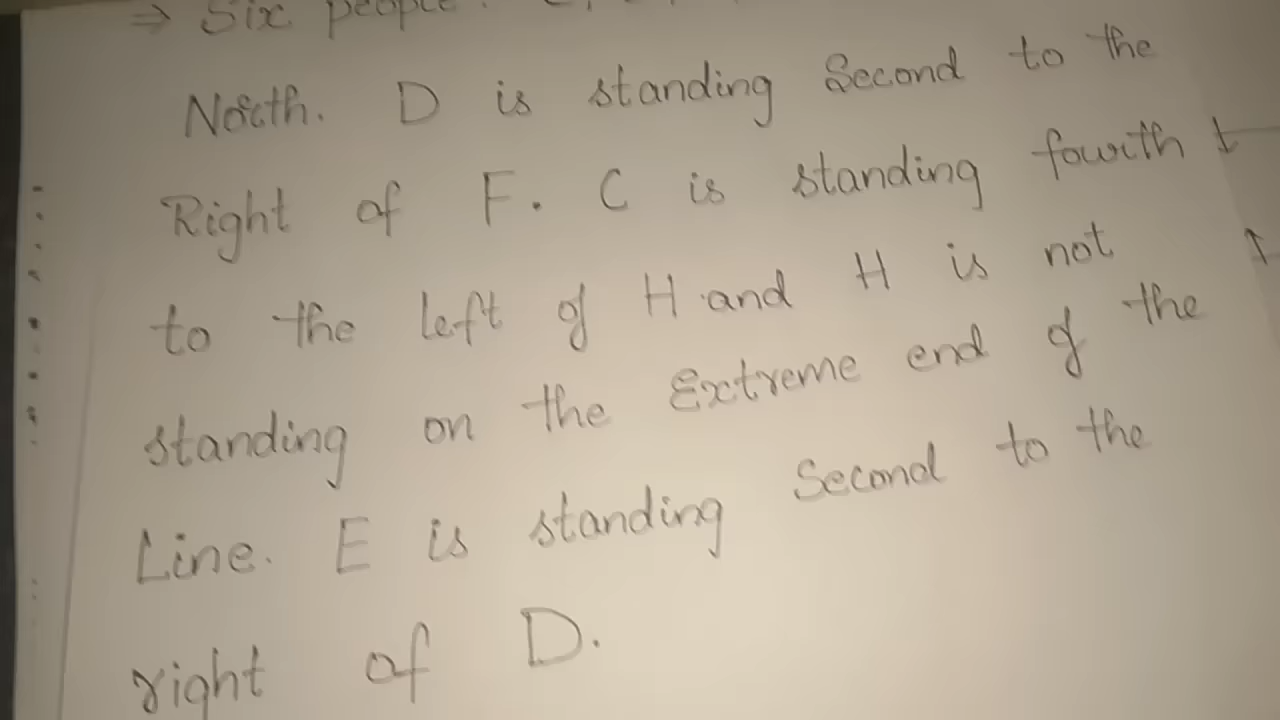 ⇒ Six people
North. D is standing Second to the
Right of F. C is standing fourth t
to the left of H and H is not
standing on the Extreme end of the
Line. E is standing Second to the
right of D.